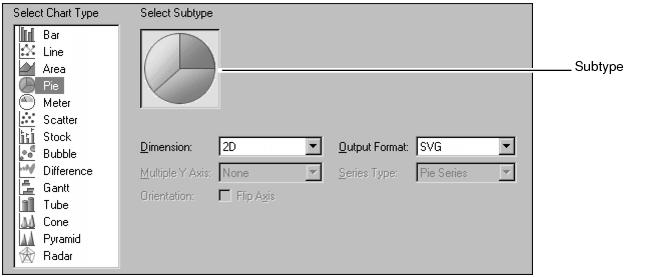 Select Chart Type
Select Subtype
Bar
Line
Area
Pie
Meter
Scatter
Stock
Bubble
Difference
Gantt
Tube
Cone
Pyramid
Radar
Subtype
Dimension: 2D Output Format: SVG
Multiple Y Axis: None Series Type: Pie Series
Orientation: Flip Axis